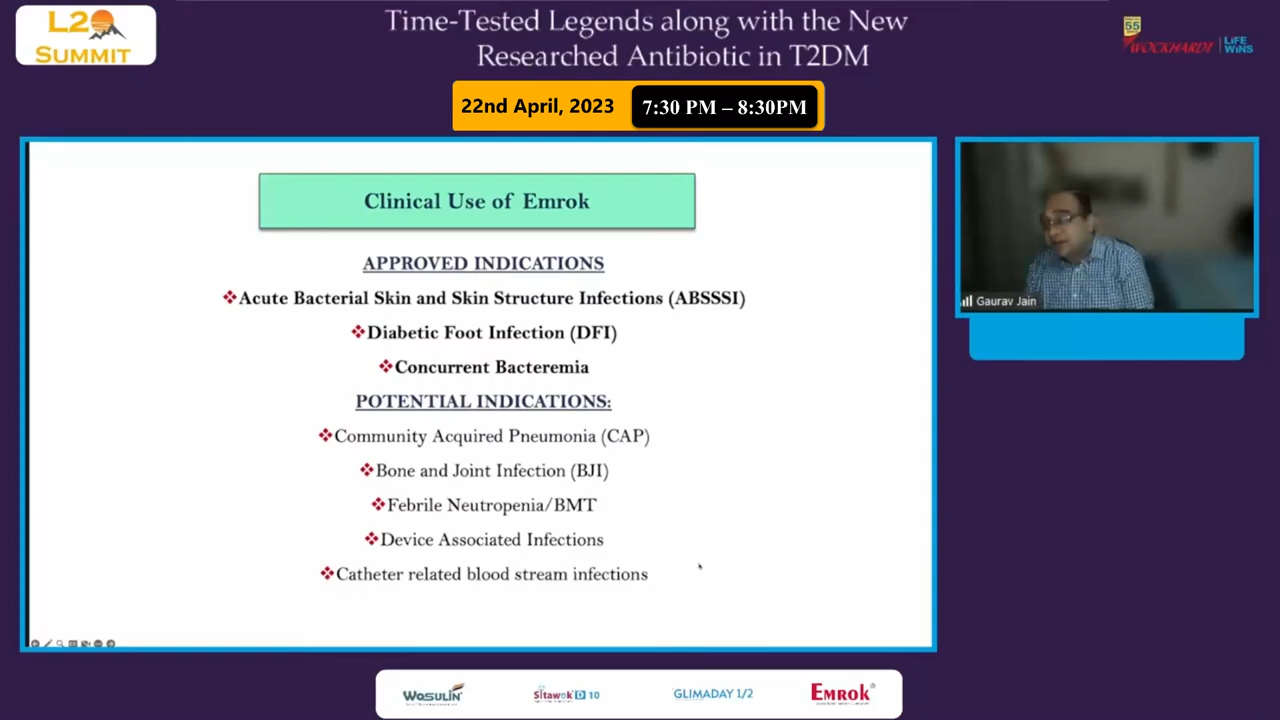 L20
SUMMIT
Time-Tested Legends along with the New
Researched Antibiotic in T2DM
55
WOCKHARDT
LiFE
WiNS
22nd April, 2023
7:30 PM – 8:30PM
Clinical Use of Emrok
APPROVED INDICATIONS
❖Acute Bacterial Skin and Skin Structure Infections (ABSSSI)
❖Diabetic Foot Infection (DFI)
❖Concurrent Bacteremia
POTENTIAL INDICATIONS:
❖Community Acquired Pneumonia (CAP)
❖Bone and Joint Infection (BJI)
❖Febrile Neutropenia/BMT
❖Device Associated Infections
❖Catheter related blood stream infections
Gaurav Jain
WOSULIN
Sitawok D 10
GLIMADAY 1/2
EMROK